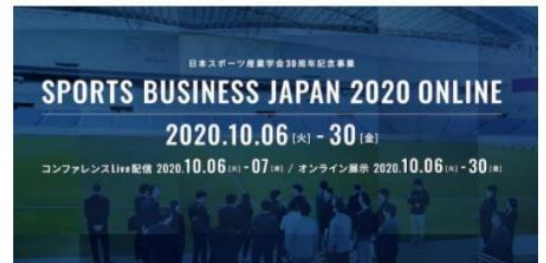 日本スポーツ産業学会30周年記念事業
SPORTS BUSINESS JAPAN 2020 ONLINE
2020.10.06 [火] - 30 [金]
コンファレンスLive配信 2020.10.06 [火] - 07 [水] / オンライン展示 2020.10.06 [火] - 30 [金]